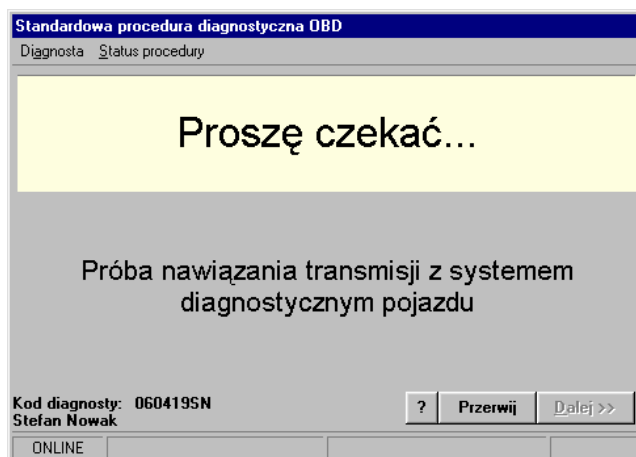 Standardowa procedura diagnostyczna OBD
Diagnosta Status procedury
Proszę czekać...
Próba nawiązania transmisji z systemem
diagnostycznym pojazdu
Kod diagnosty: 060419SN
Stefan Nowak
? Przerwij Dalej >>
ONLINE